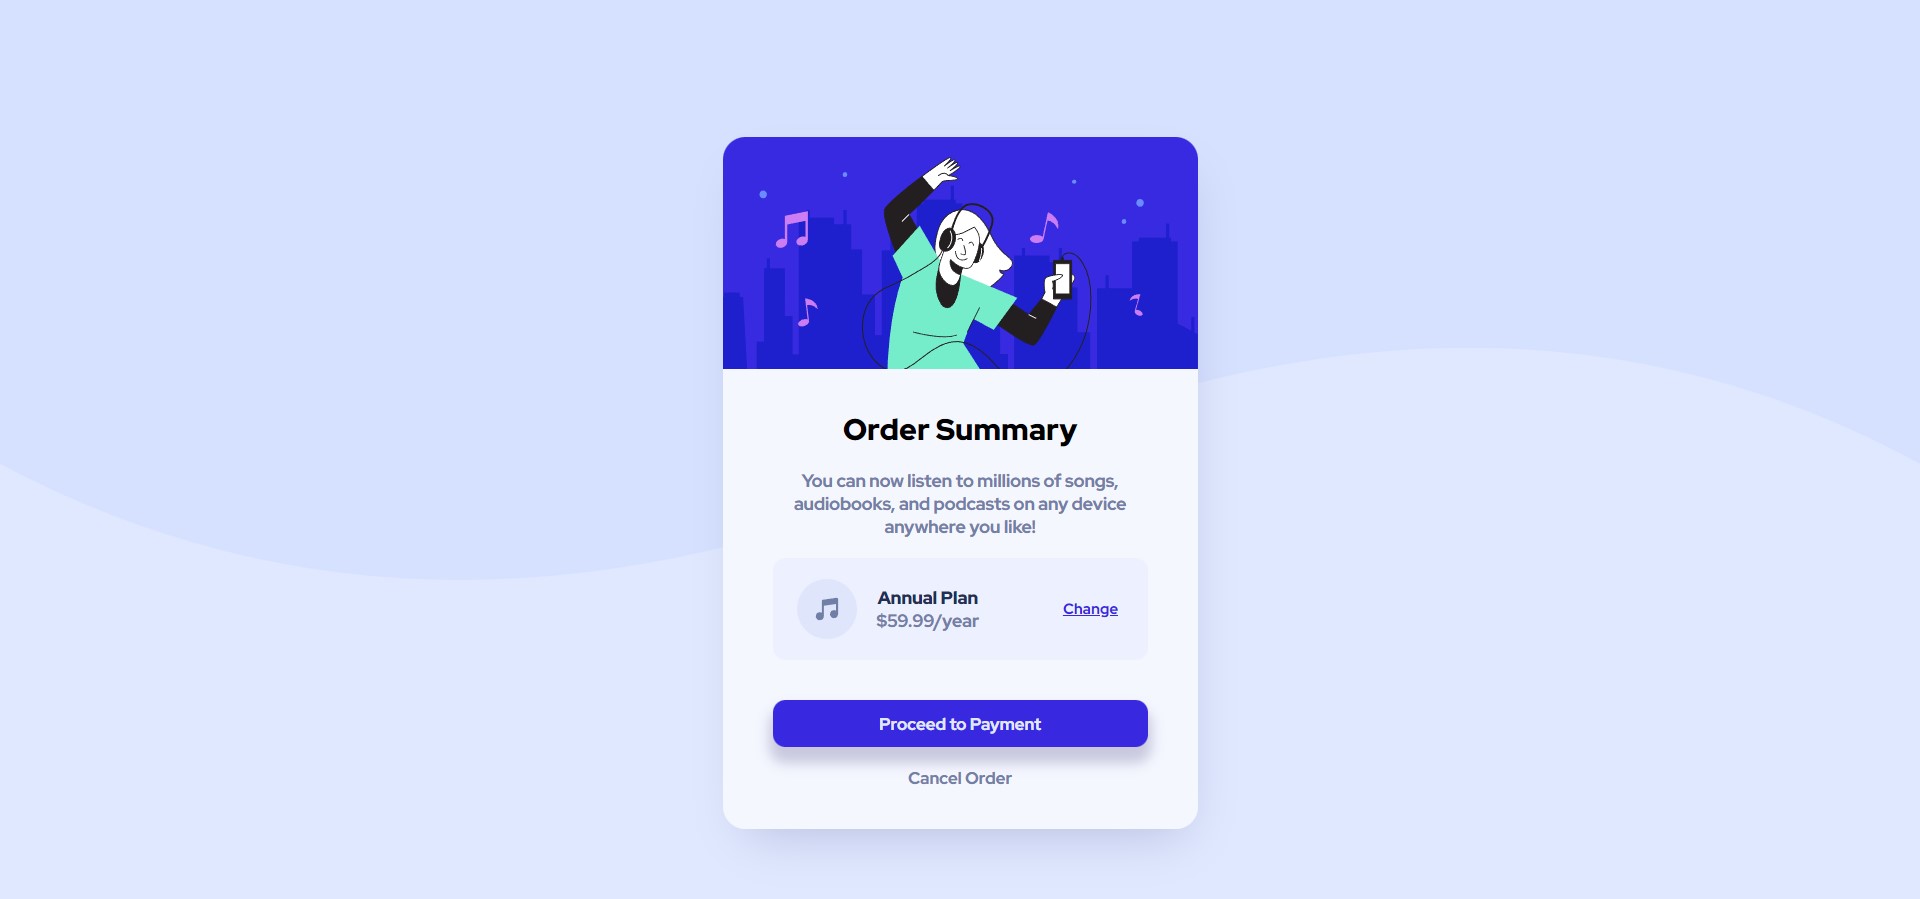 Order Summary
You can now listen to millions of songs,
audiobooks, and podcasts on any device
anywhere you like!
Annual Plan
$59.99/year
Change
Proceed to Payment
Cancel Order